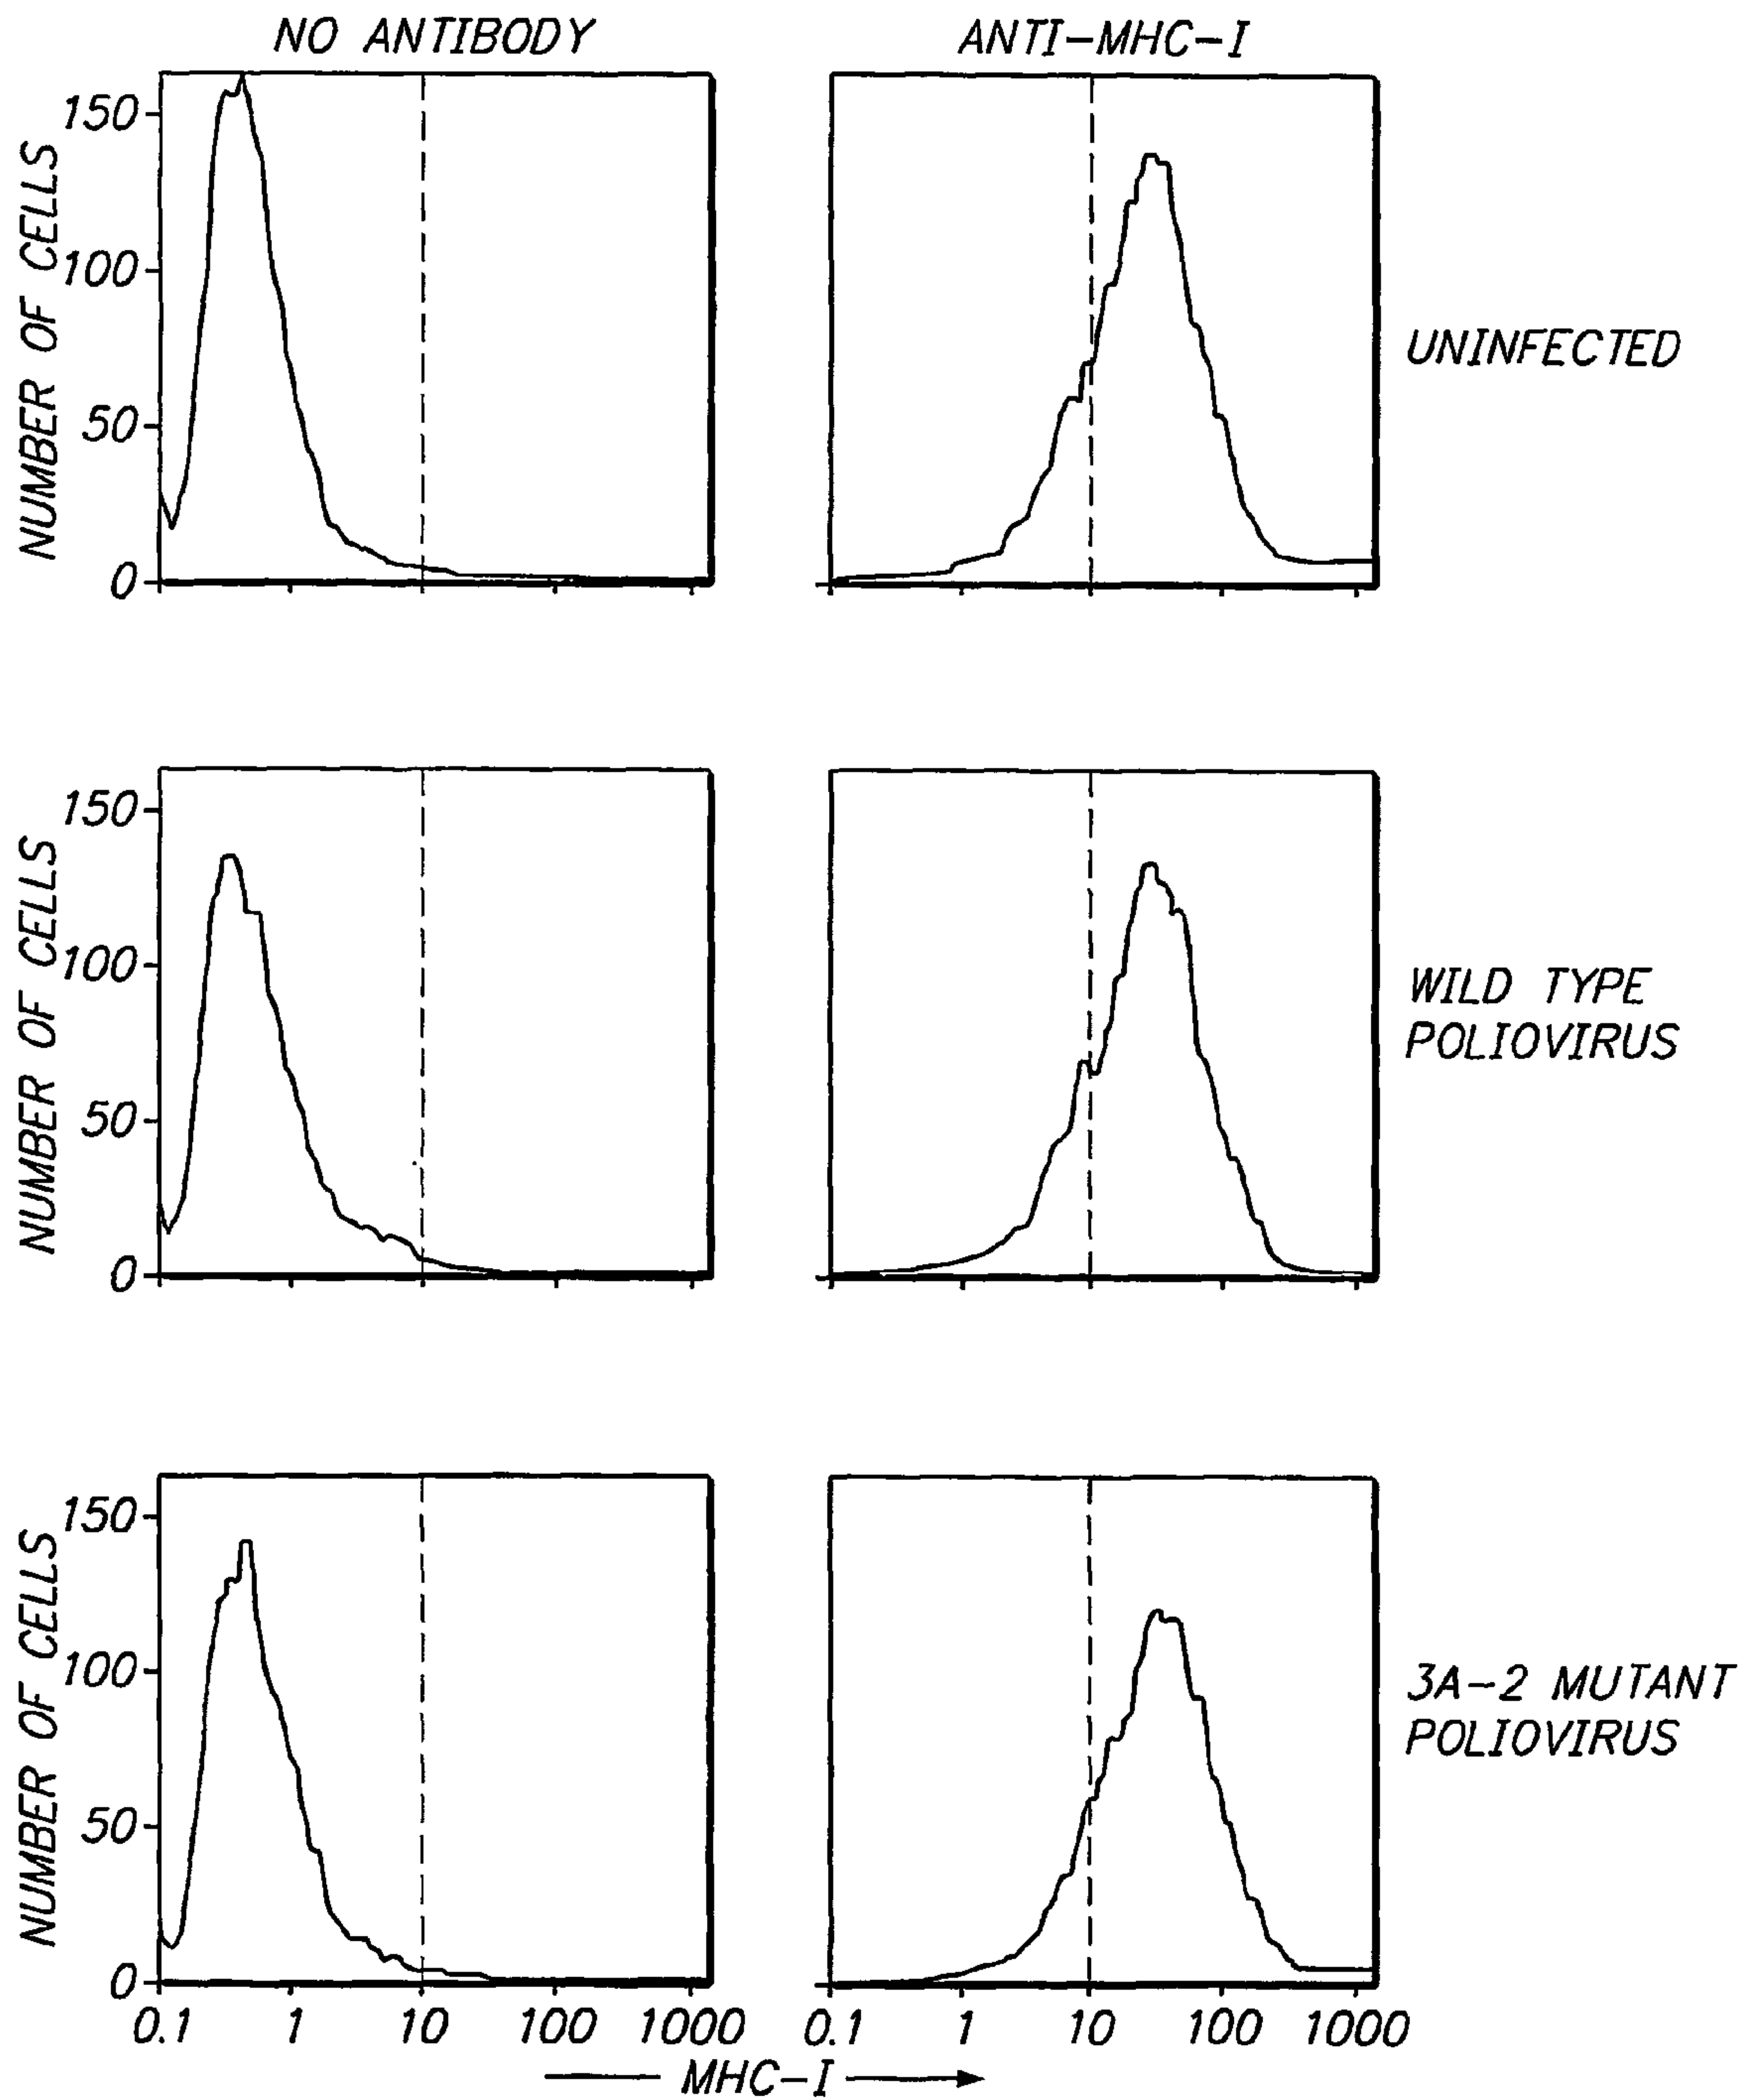 NO ANTIBODY
ANTI-MHC-I
NUMBER OF CELLS
150
100
50
0
UNINFECTED
NUMBER OF CELLS
150
100
50
0
WILD TYPE
POLIOVIRUS
NUMBER OF CELLS
150
100
50
0
3A-2 MUTANT
POLIOVIRUS
0.1 1 10 100 1000
0.1 1 10 100 1000
MHC-I